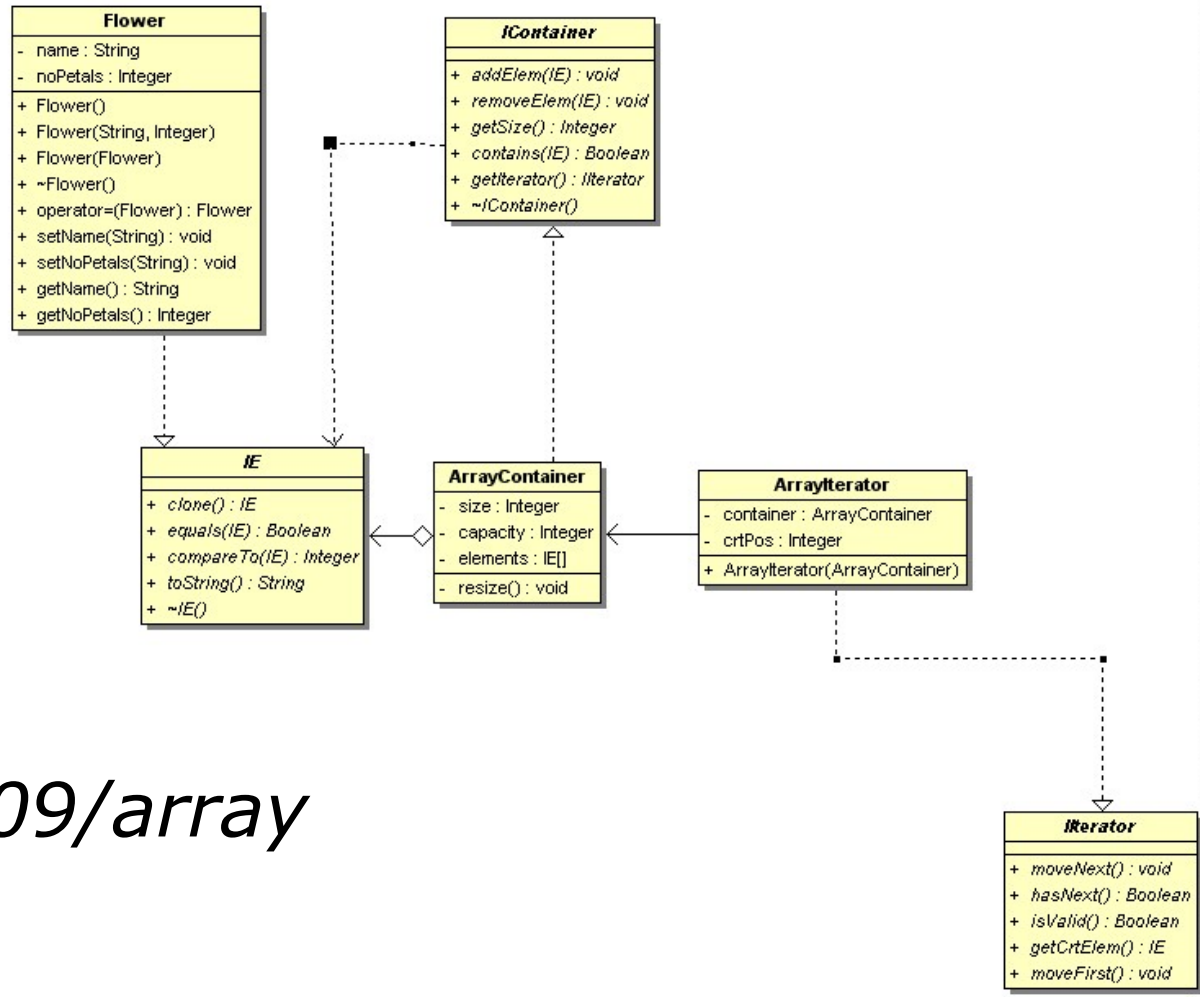 Flower
- name : String
- noPetals : Integer
+ Flower()
+ Flower(String, Integer)
+ Flower(Flower)
+ ~Flower()
+ operator=(Flower) : Flower
+ setName(String) : void
+ setNoPetals(String) : void
+ getName() : String
+ getNoPetals() : Integer
IContainer
+ addElem(IE) : void
+ removeElem(IE) : void
+ getSize() : Integer
+ contains(IE) : Boolean
+ getIterator() : IIterator
+ ~IContainer()
IE
+ clone() : IE
+ equals(IE) : Boolean
+ compareTo(IE) : Integer
+ toString() : String
+ ~IE()
ArrayContainer
- size : Integer
- capacity : Integer
- elements : IE[]
- resize() : void
ArrayIterator
- container : ArrayContainer
- crtPos : Integer
+ ArrayIterator(ArrayContainer)
09/array
IIterator
+ moveNext() : void
+ hasNext() : Boolean
+ isValid() : Boolean
+ getCrtElem() : IE
+ moveFirst() : void